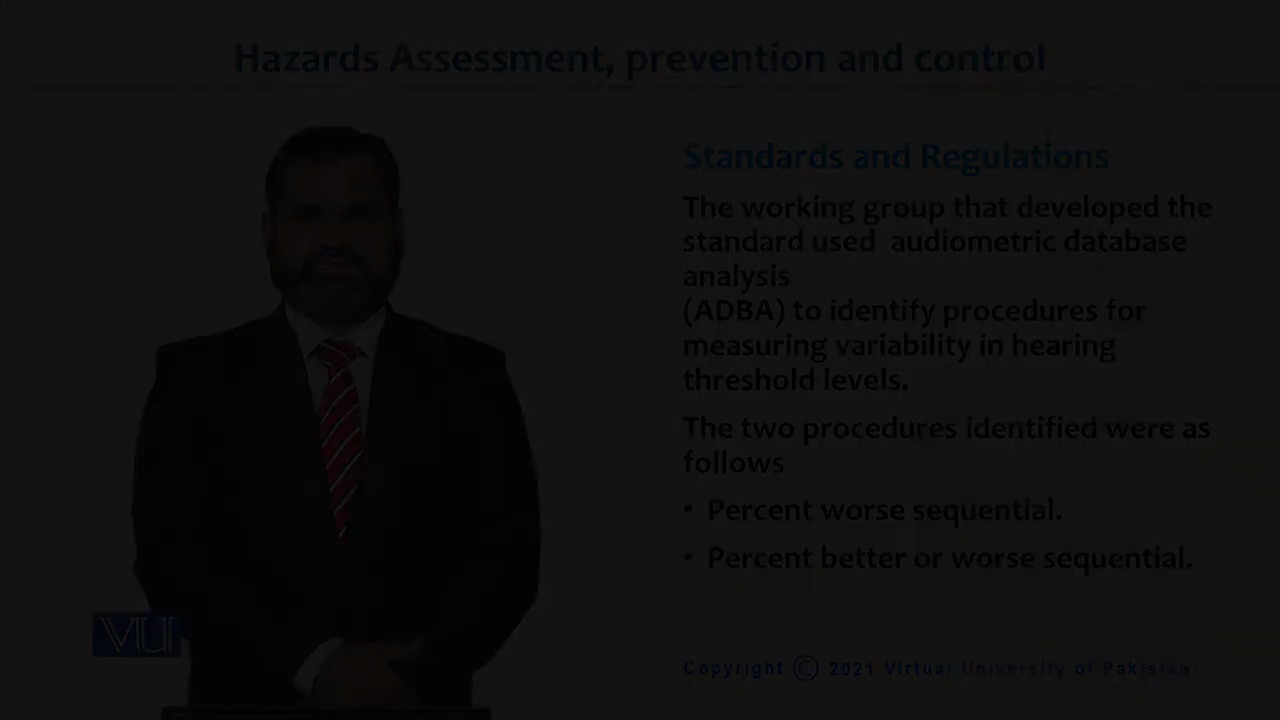 Hazards Assessment, prevention and control
Standards and Regulations
The working group that developed the
standard used audiometric database
analysis
(ADBA) to identify procedures for
measuring variability in hearing
threshold levels.
The two procedures identified were as
follows
• Percent worse sequential.
• Percent better or worse sequential.
VU
Copyright © 2021 Virtual University of Pakistan